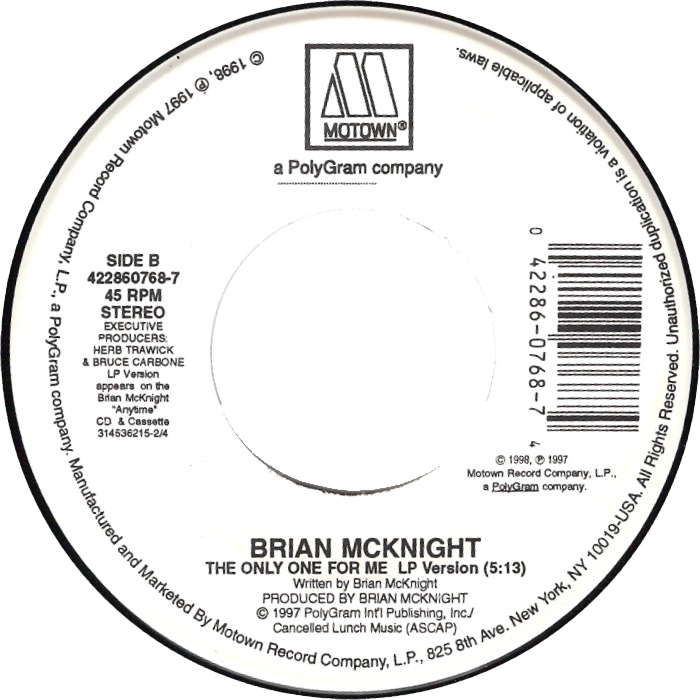 MOTOWN®
a PolyGram company
SIDE B
422860768-7
45 RPM
STEREO
EXECUTIVE
PRODUCERS:
HERB TRAWICK
& BRUCE CARBONE
LP Version
appears on the
Brian McKnight
"Anytime"
CD & Cassette
314536215-2/4
0 42286-0768-7 4
© 1998, ℗ 1997
Motown Record Company, L.P.,
a PolyGram company.
BRIAN MCKNIGHT
THE ONLY ONE FOR ME LP Version (5:13)
Written by Brian McKnight
PRODUCED BY BRIAN MCKNIGHT
© 1997 PolyGram Int'l Publishing, Inc./
Cancelled Lunch Music (ASCAP)
© 1998, ℗ 1997 Motown Record Company, L.P., a PolyGram company. Manufactured and Marketed By Motown Record Company, L.P., 825 8th Ave. New York, NY 10019-USA. All Rights Reserved. Unauthorized duplication is a violation of applicable laws.